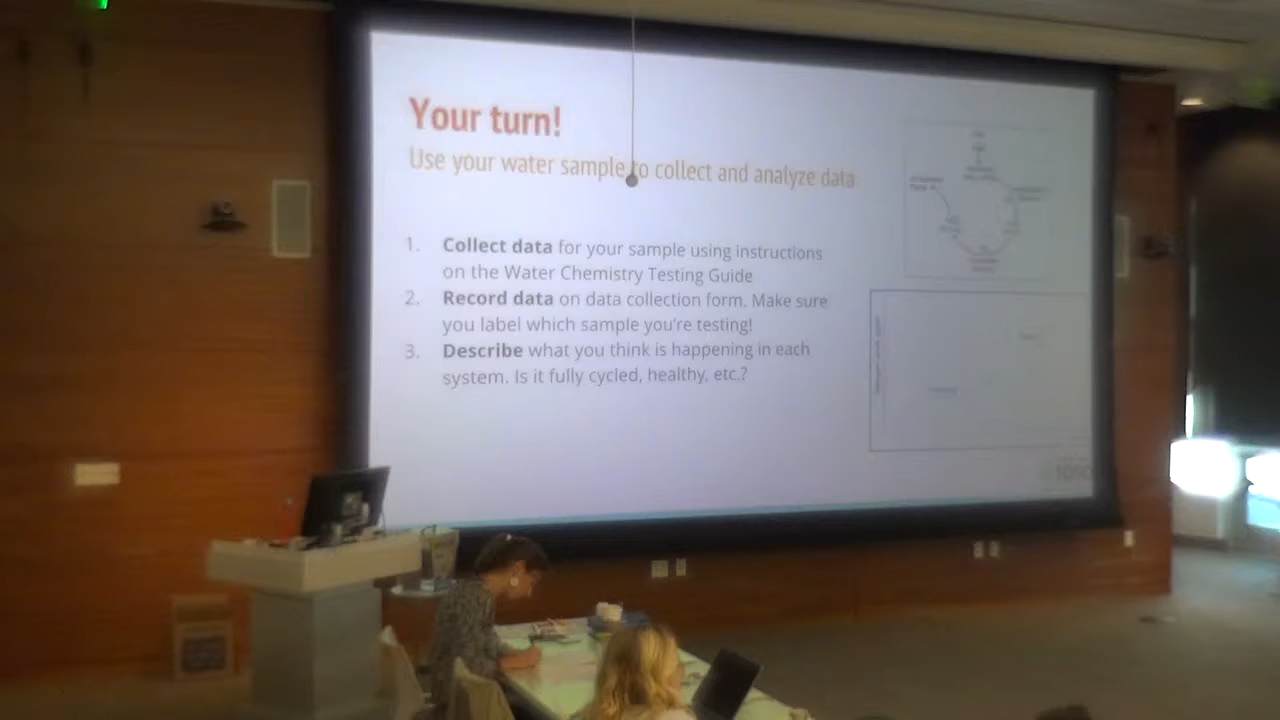 Your turn!
Use your water sample to collect and analyze data
1. Collect data for your sample using instructions
on the Water Chemistry Testing Guide
2. Record data on data collection form. Make sure
you label which sample you're testing!
3. Describe what you think is happening in each
system. Is it fully cycled, healthy, etc.?